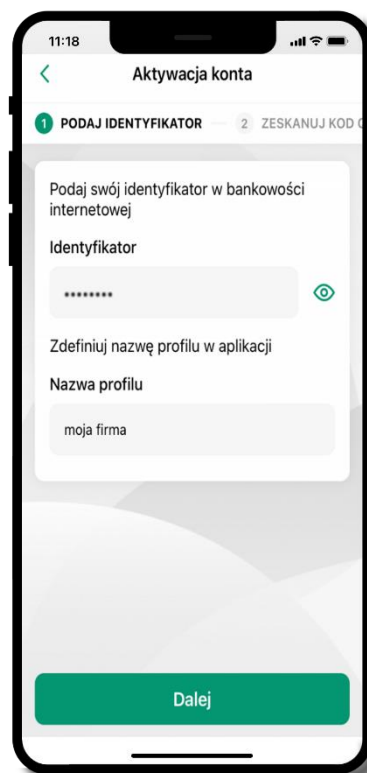 11:18
Aktywacja konta
1 PODAJ IDENTYFIKATOR 2 ZESKANUJ KOD
Podaj swój identyfikator w bankowości
internetowej
Identyfikator
••••••••
Zdefiniuj nazwę profilu w aplikacji
Nazwa profilu
moja firma
Dalej